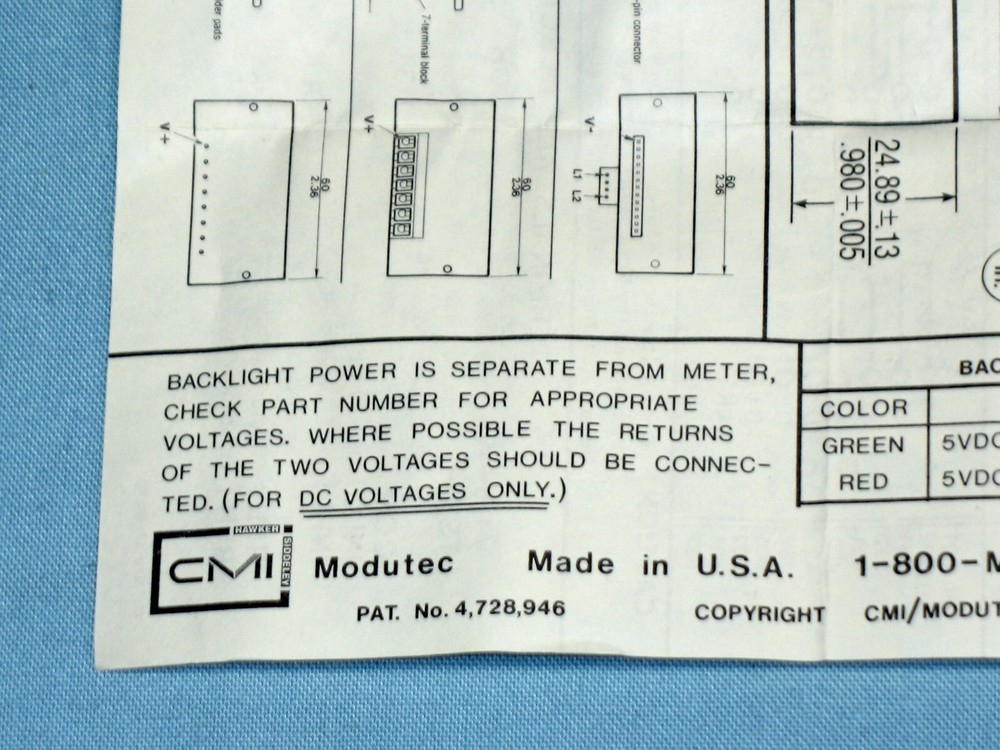 der pads
7-terminal block
-pin connector
V+
60
2.36
V+
60
2.36
V-
L1
L2
60
2.36
24.89±.13
.980±.005
in.
BACKLIGHT POWER IS SEPARATE FROM METER,
CHECK PART NUMBER FOR APPROPRIATE
VOLTAGES. WHERE POSSIBLE THE RETURNS
OF THE TWO VOLTAGES SHOULD BE CONNEC-
TED. (FOR DC VOLTAGES ONLY.)
BAC
COLOR
GREEN 5VDC
RED 5VDC
HAWKER
SIDDELEY
CMI
Modutec Made in U.S.A. 1-800-M
PAT. No. 4,728,946 COPYRIGHT CMI/MODUT